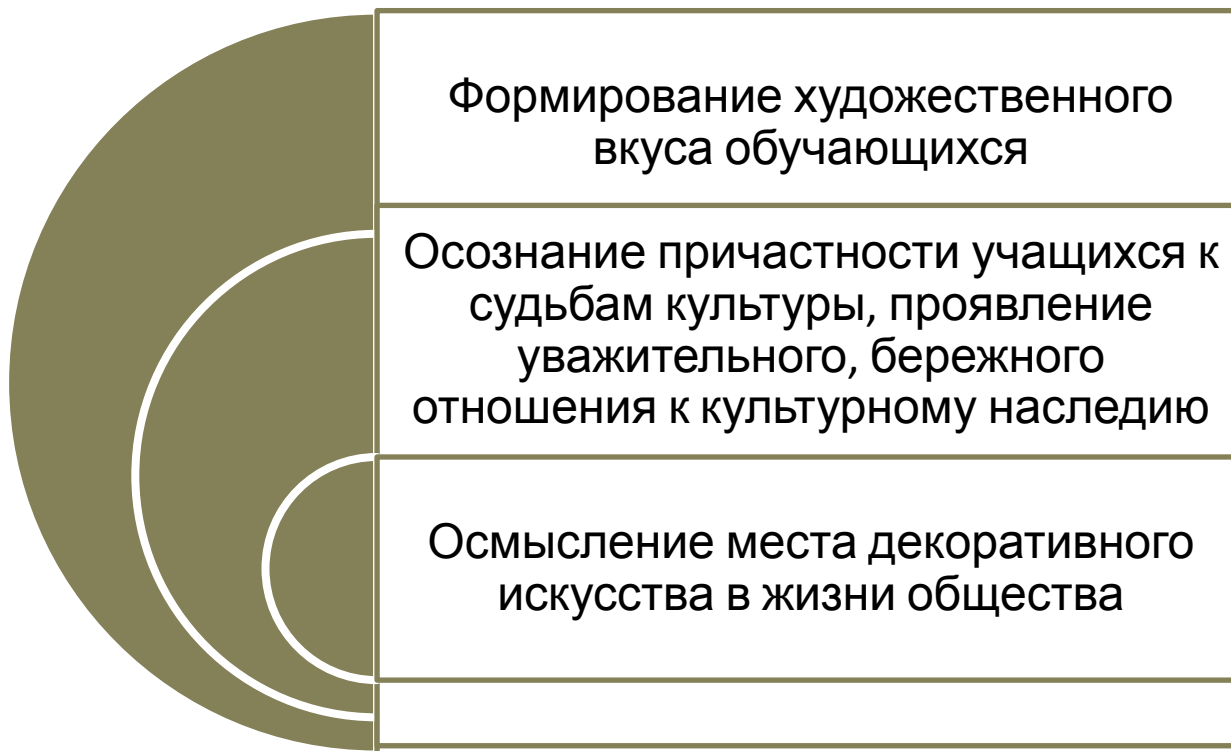 Формирование художественного
вкуса обучающихся
Осознание причастности учащихся к
судьбам культуры, проявление
уважительного, бережного
отношения к культурному наследию
Осмысление места декоративного
искусства в жизни общества